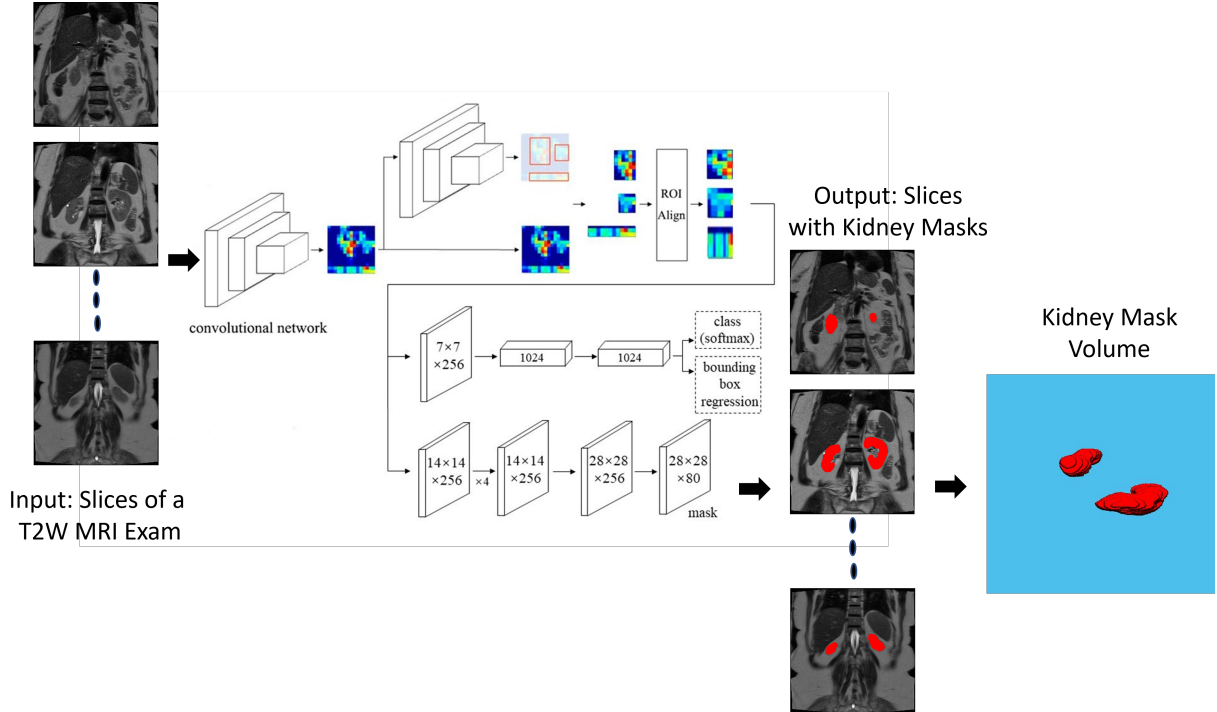 Input: Slices of a
T2W MRI Exam
convolutional network
ROI
Align
7×7
×256
1024
1024
class
(softmax)
bounding
box
regression
14×14
×256
×4
14×14
×256
28×28
×256
28×28
×80
mask
Output: Slices
with Kidney Masks
Kidney Mask
Volume